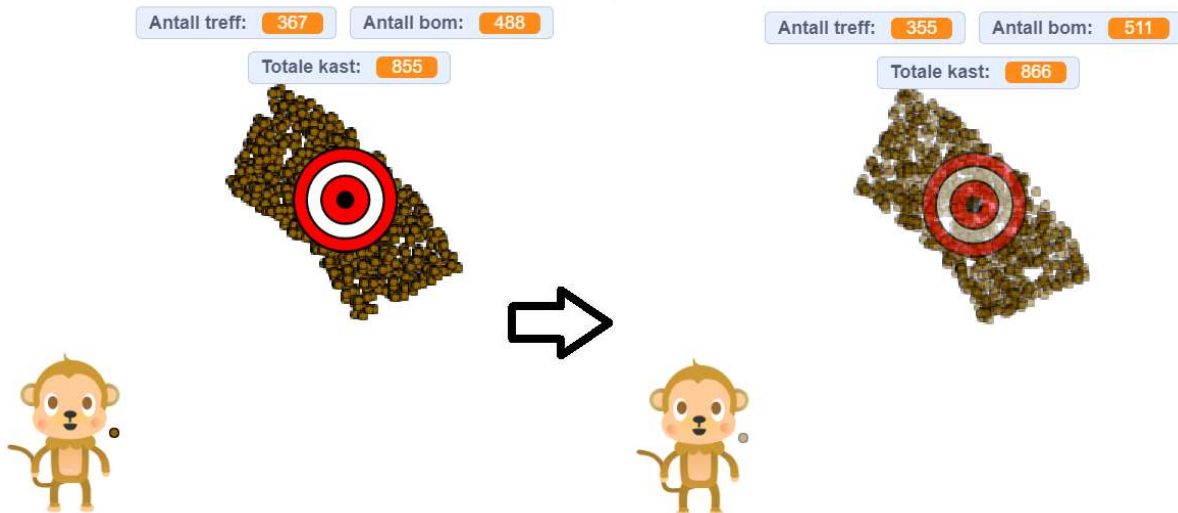 Antall treff: 367 Antall bom: 488
Totale kast: 855
Antall treff: 355 Antall bom: 511
Totale kast: 866